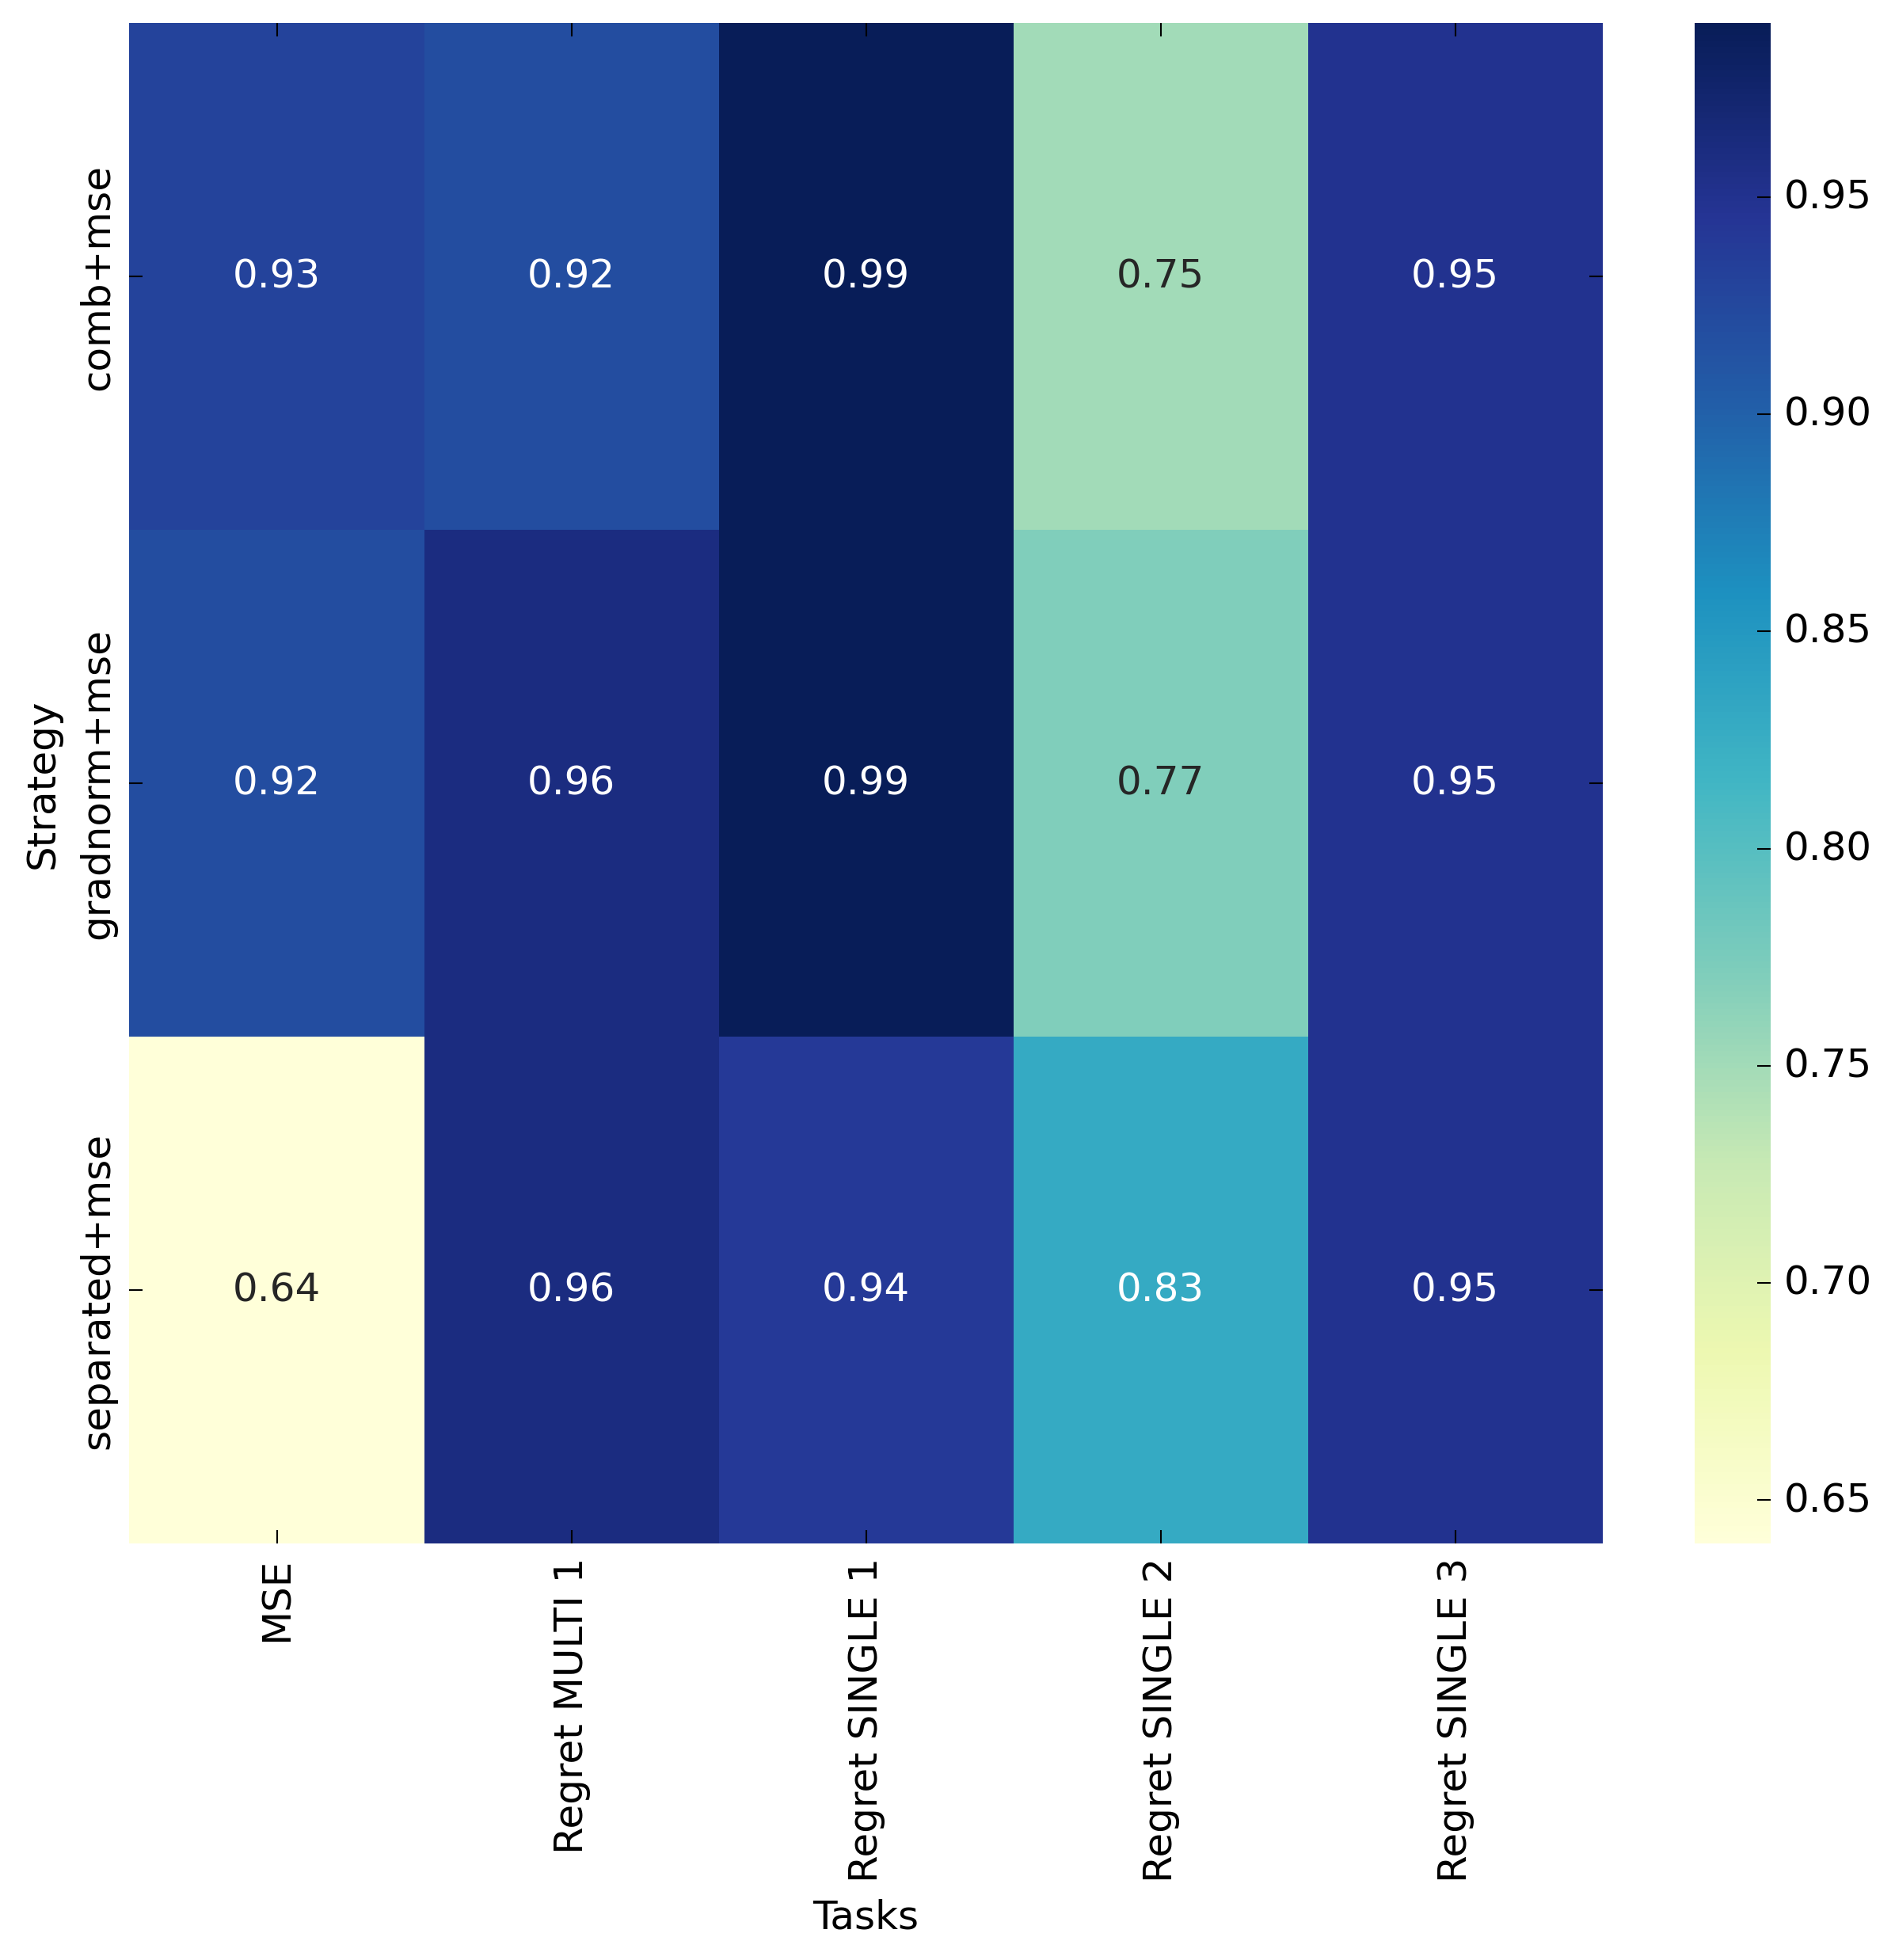 Strategy
comb+mse
0.93 0.92 0.99 0.75 0.95
gradnorm+mse
0.92 0.96 0.99 0.77 0.95
separated+mse
0.64 0.96 0.94 0.83 0.95
MSE
Regret MULTI 1
Regret SINGLE 1
Regret SINGLE 2
Regret SINGLE 3
Tasks
0.95
0.90
0.85
0.80
0.75
0.70
0.65